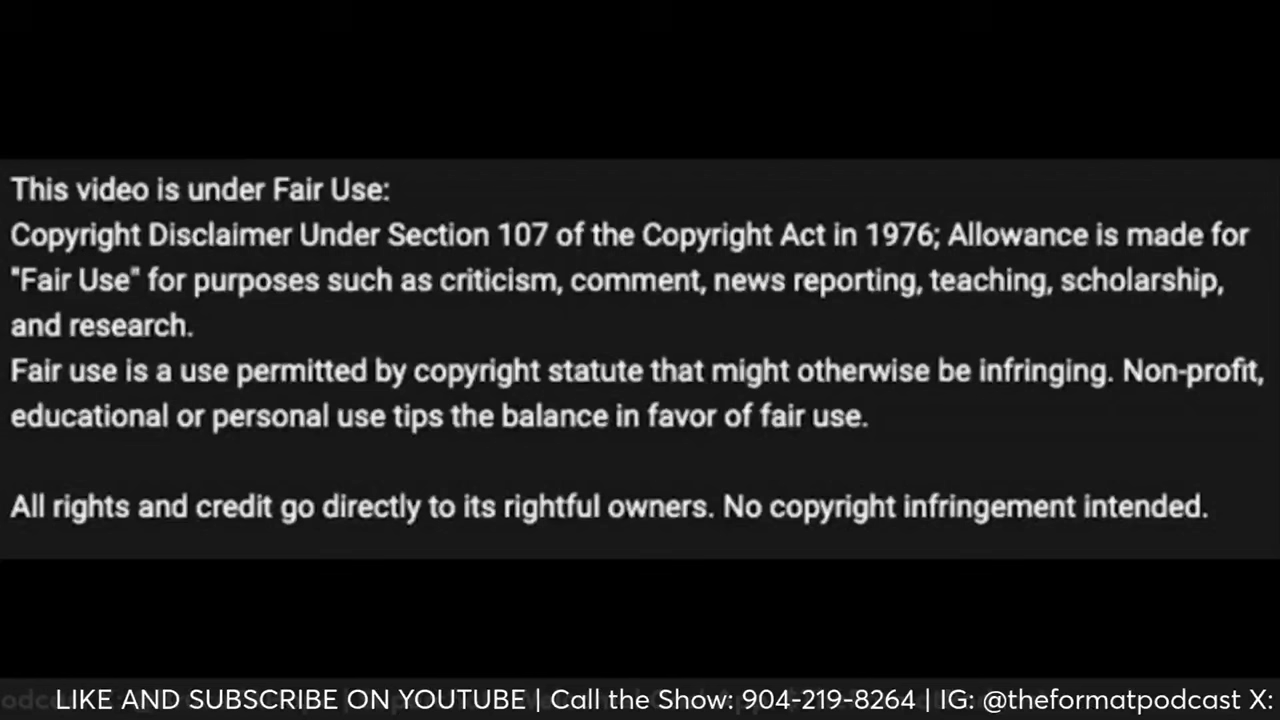 This video is under Fair Use:
Copyright Disclaimer Under Section 107 of the Copyright Act in 1976; Allowance is made for
"Fair Use" for purposes such as criticism, comment, news reporting, teaching, scholarship,
and research.
Fair use is a use permitted by copyright statute that might otherwise be infringing. Non-profit,
educational or personal use tips the balance in favor of fair use.
All rights and credit go directly to its rightful owners. No copyright infringement intended.
LIKE AND SUBSCRIBE ON YOUTUBE | Call the Show: 904-219-8264 | IG: @theformatpodcast X: